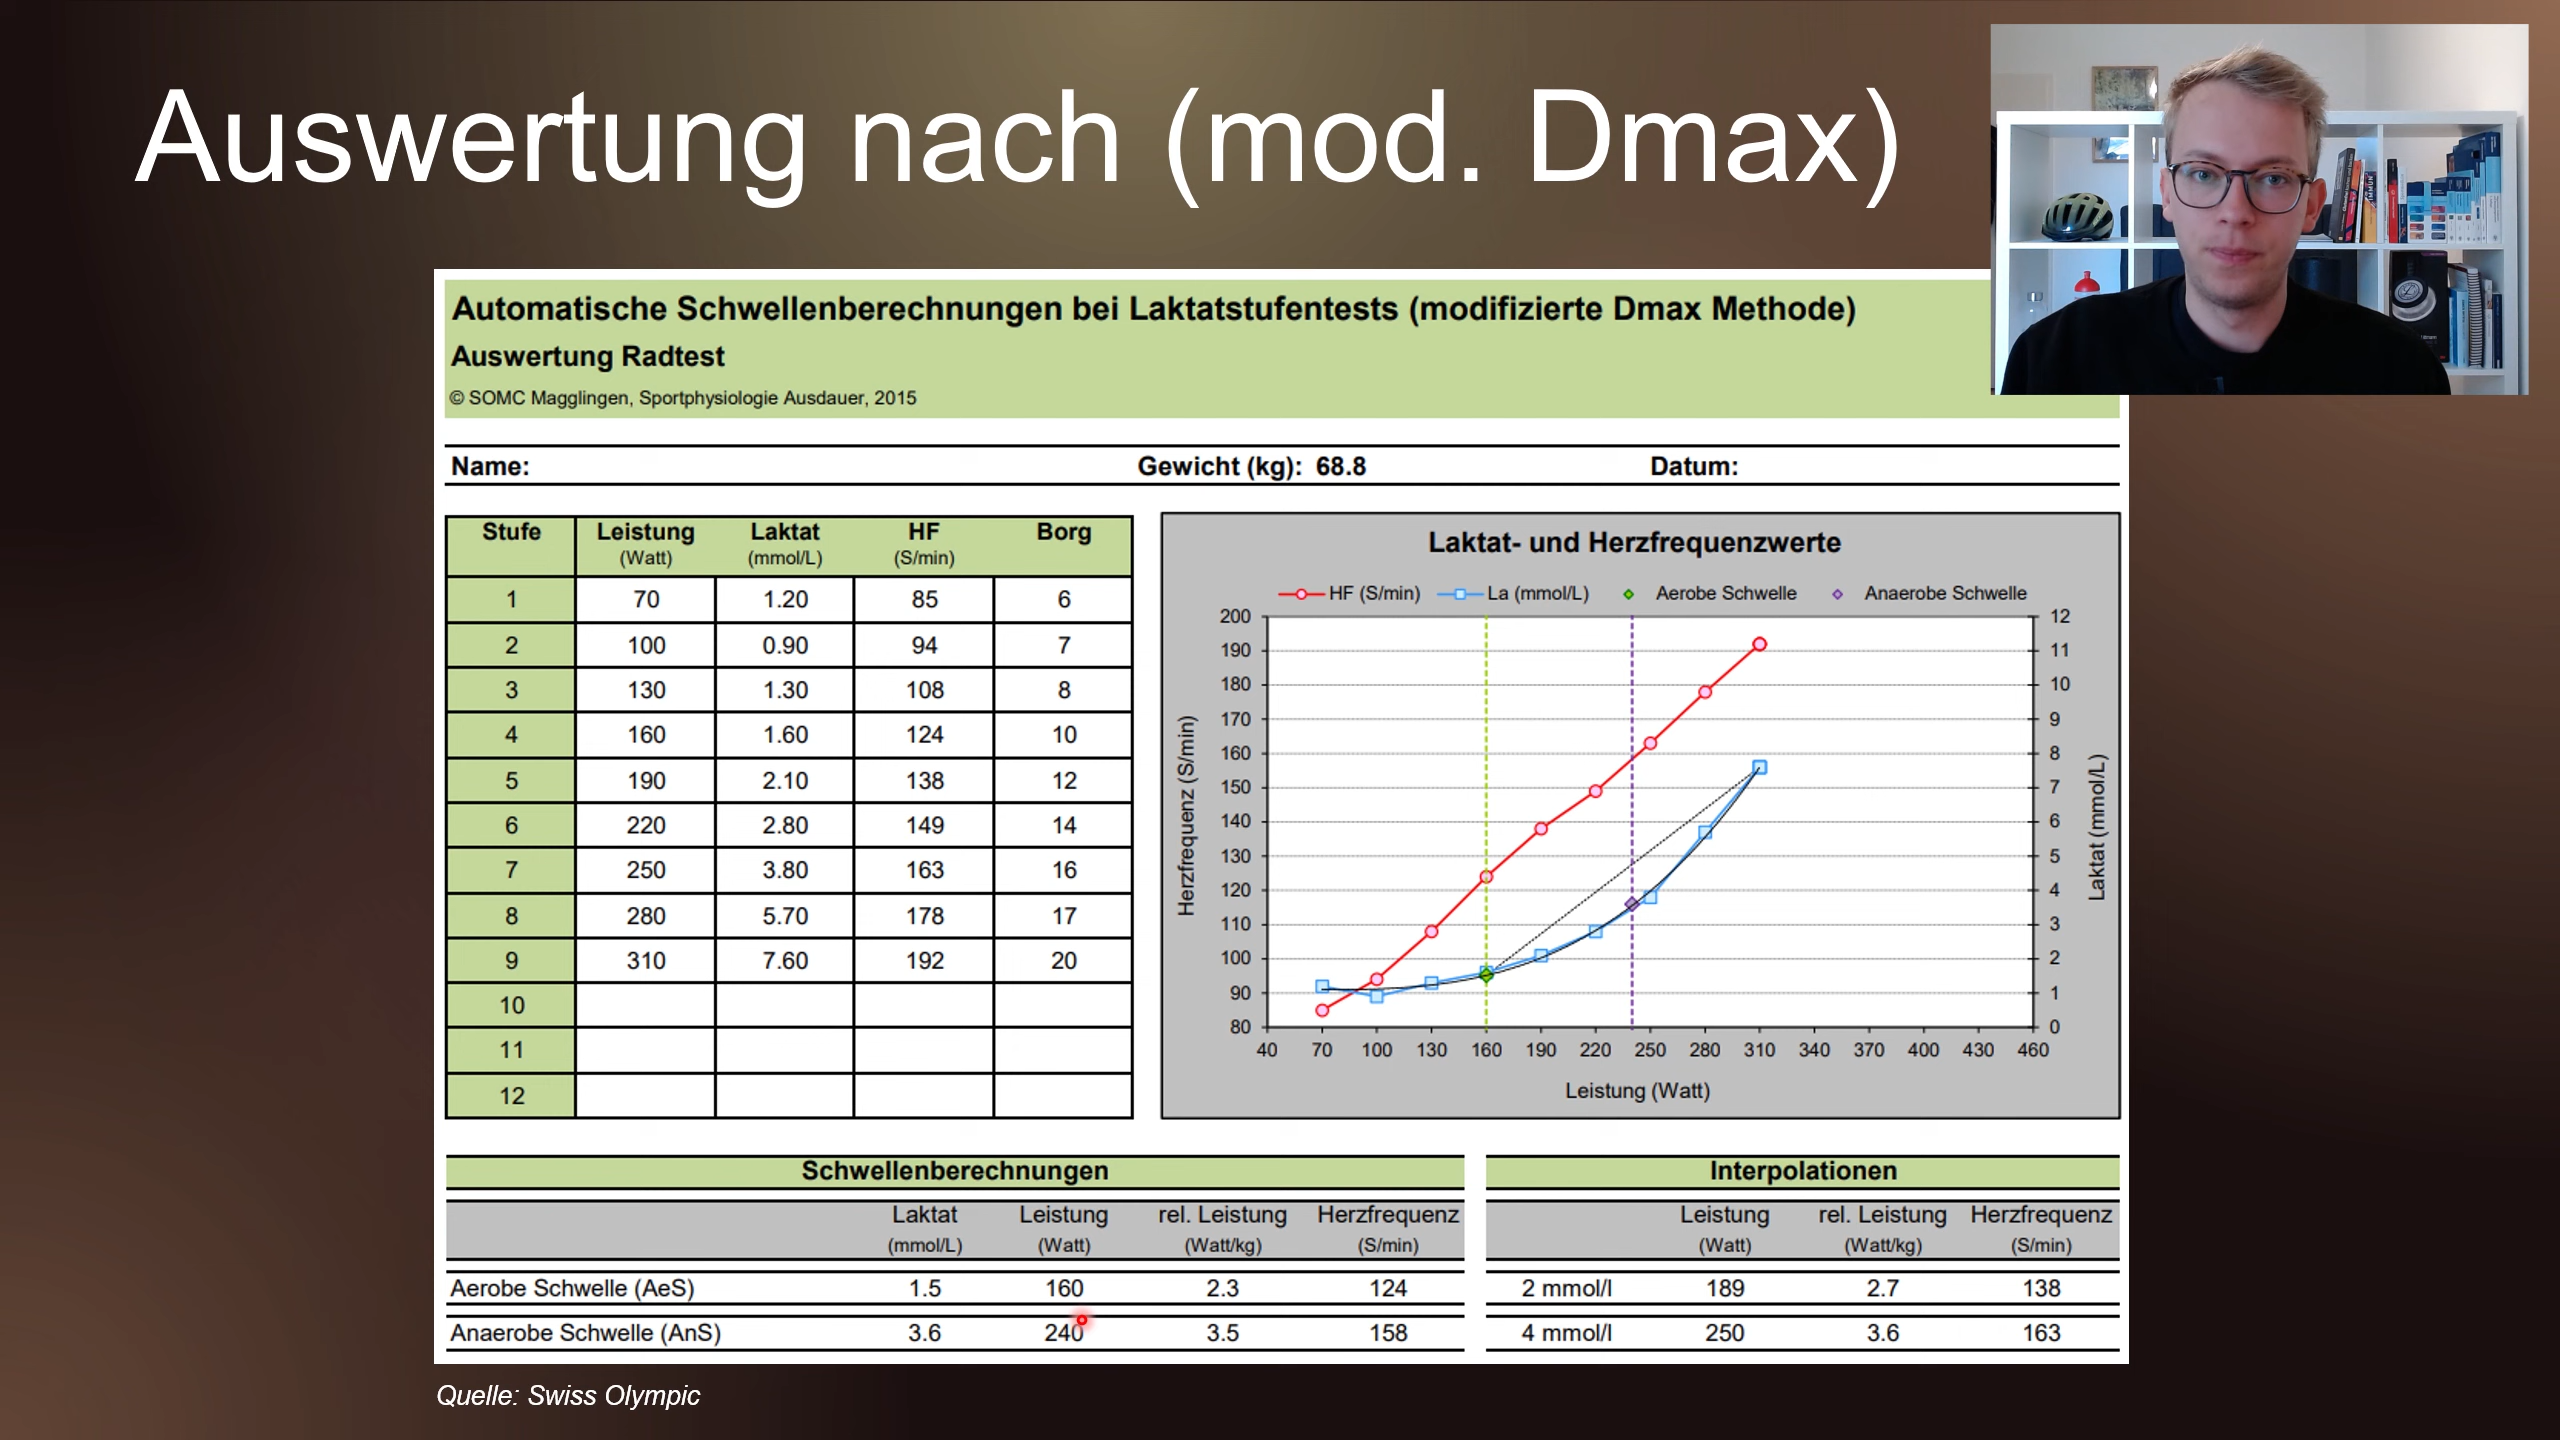 Auswertung nach (mod. Dmax)
Automatische Schwellenberechnungen bei Laktatstufentests (modifizierte Dmax Methode)
Auswertung Radtest
© SOMC Magglingen, Sportphysiologie Ausdauer, 2015
Name: Gewicht (kg): 68.8 Datum:
Stufe Leistung Laktat HF Borg
(Watt) (mmol/L) (S/min)
1 70 1.20 85 6
2 100 0.90 94 7
3 130 1.30 108 8
4 160 1.60 124 10
5 190 2.10 138 12
6 220 2.80 149 14
7 250 3.80 163 16
8 280 5.70 178 17
9 310 7.60 192 20
10
11
12
Laktat- und Herzfrequenzwerte
HF (S/min) La (mmol/L) Aerobe Schwelle Anaerobe Schwelle
200 12
190 11
180 10
170 9
160 8
150 7
140 6
130 5
120 4
110 3
100 2
90 1
80 0
Herzfrequenz (S/min)
Laktat (mmol/L)
40 70 100 130 160 190 220 250 280 310 340 370 400 430 460
Leistung (Watt)
Schwellenberechnungen
Laktat Leistung rel. Leistung Herzfrequenz
(mmol/L) (Watt) (Watt/kg) (S/min)
Aerobe Schwelle (AeS) 1.5 160 2.3 124
Anaerobe Schwelle (AnS) 3.6 240 3.5 158
Interpolationen
Leistung rel. Leistung Herzfrequenz
(Watt) (Watt/kg) (S/min)
2 mmol/l 189 2.7 138
4 mmol/l 250 3.6 163
Quelle: Swiss Olympic